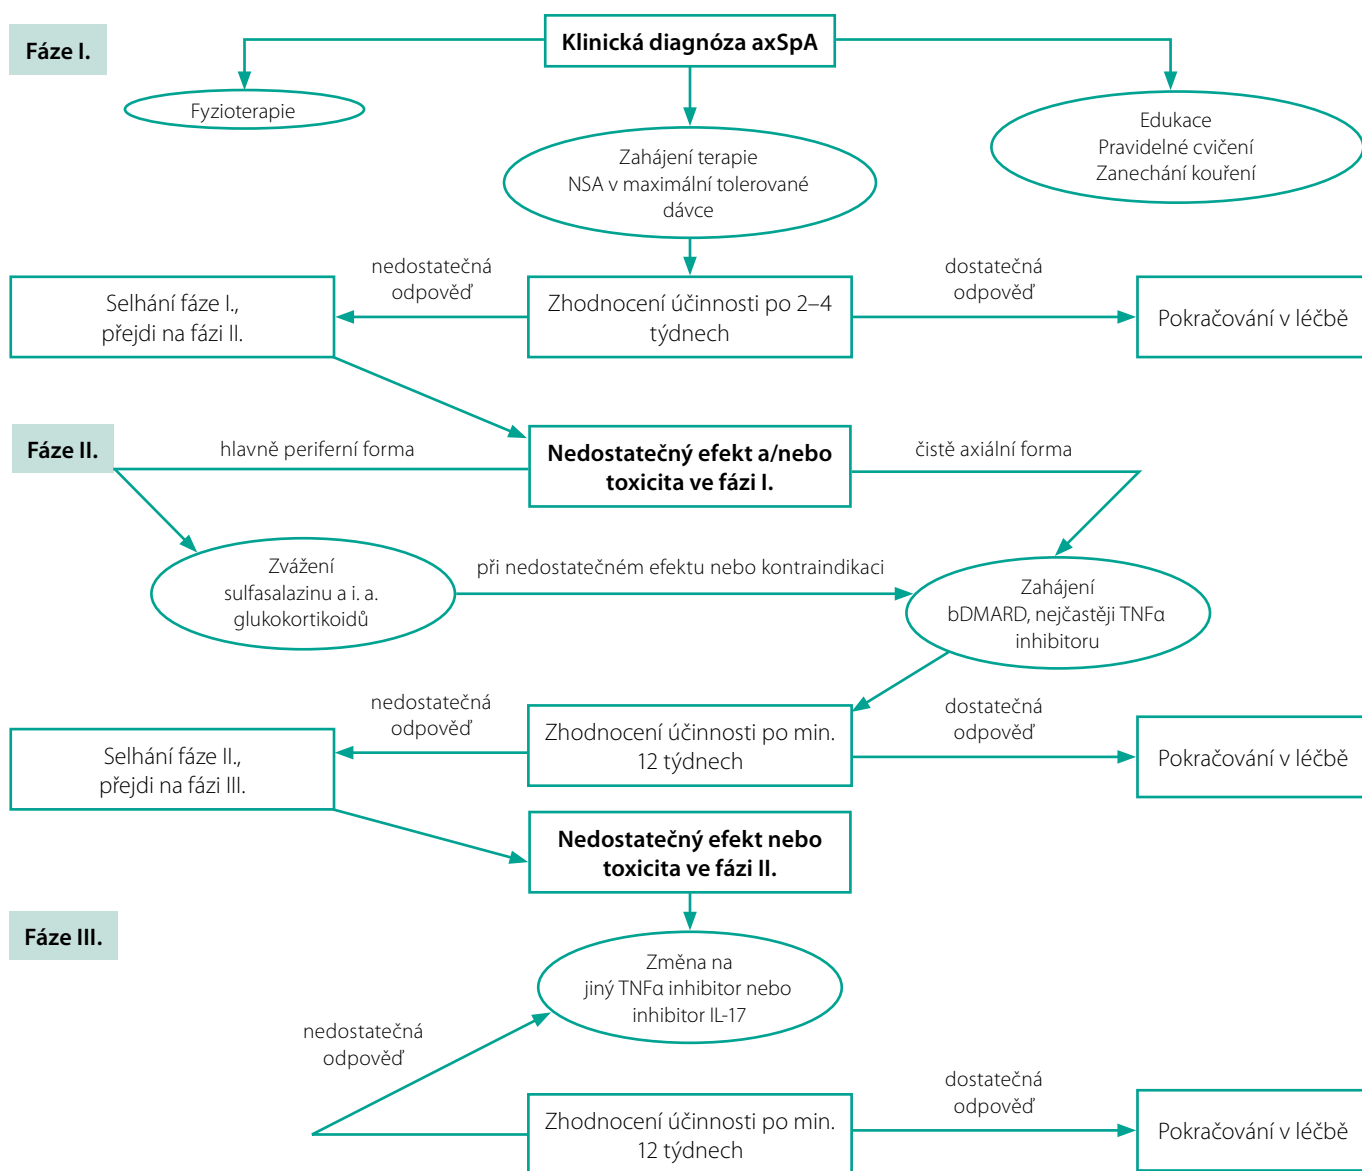 Fáze I.
Klinická diagnóza axSpA
Fyzioterapie
Zahájení terapie
NSA v maximální tolerované
dávce
Edukace
Pravidelné cvičení
Zanechání kouření
nedostatečná
odpověď
dostatečná
odpověď
Selhání fáze I.,
přejdi na fázi II.
Zhodnocení účinnosti po 2–4
týdnech
Pokračování v léčbě
Fáze II.
hlavně periferní forma
Nedostatečný efekt a/nebo
toxicita ve fázi I.
čistě axiální forma
Zvážení
sulfasalazinu a i. a.
glukokortikoidů
při nedostatečném efektu nebo kontraindikaci
Zahájení
bDMARD, nejčastěji TNFα
inhibitoru
nedostatečná
odpověď
dostatečná
odpověď
Selhání fáze II.,
přejdi na fázi III.
Zhodnocení účinnosti po min.
12 týdnech
Pokračování v léčbě
Nedostatečný efekt nebo
toxicita ve fázi II.
Fáze III.
Změna na
jiný TNFα inhibitor nebo
inhibitor IL-17
nedostatečná
odpověď
dostatečná
odpověď
Zhodnocení účinnosti po min.
12 týdnech
Pokračování v léčbě